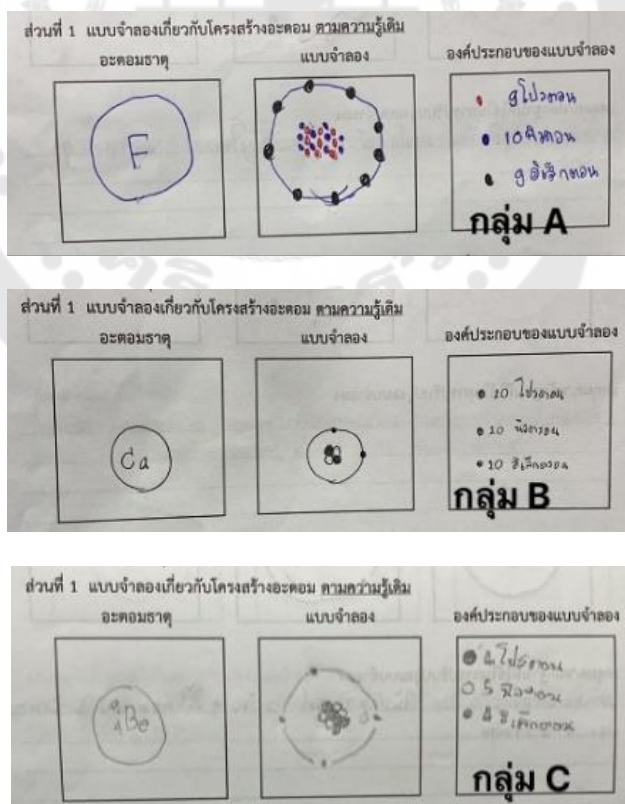 ส่วนที่ 1 แบบจำลองเกี่ยวกับโครงสร้างอะตอม ตามความรู้เดิม
อะตอมธาตุ แบบจำลอง องค์ประกอบของแบบจำลอง
F
9 โปรตอน
10 นิวตอน
9 อิเล็กตอน
กลุ่ม A
ส่วนที่ 1 แบบจำลองเกี่ยวกับโครงสร้างอะตอม ตามความรู้เดิม
อะตอมธาตุ แบบจำลอง องค์ประกอบของแบบจำลอง
Ca
20 โปรตอน
20 นิวตรอน
20 อิเล็กตรอน
กลุ่ม B
ส่วนที่ 1 แบบจำลองเกี่ยวกับโครงสร้างอะตอม ตามความรู้เดิม
อะตอมธาตุ แบบจำลอง องค์ประกอบของแบบจำลอง
9 4 Be
4 โปรตอน
5 นิวตอน
4 อิเล็กตอน
กลุ่ม C